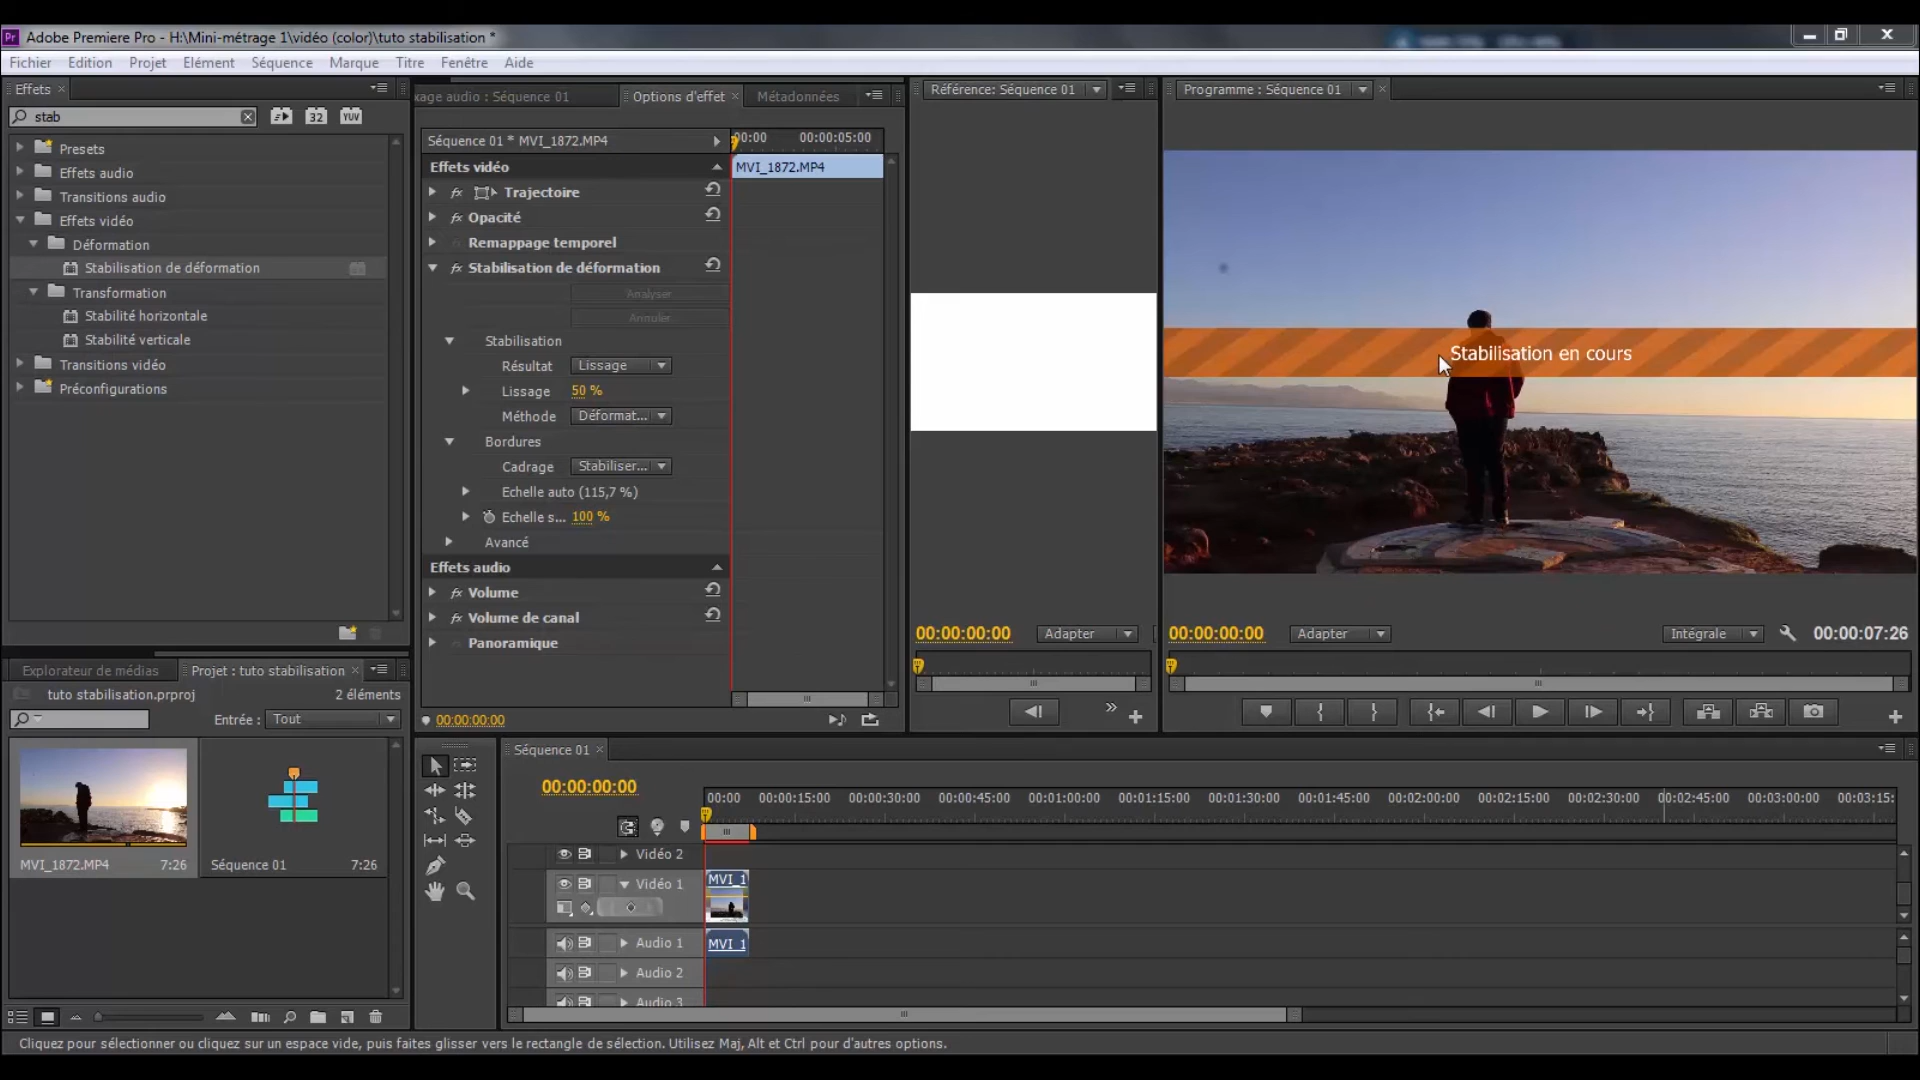 Pr Adobe Premiere Pro - H:\Mini-métrage 1\vidéo (color)\tuto stabilisation *
Fichier Edition Projet Elément Séquence Marque Titre Fenêtre Aide
Effets
stab
32
YUV
Presets
Effets audio
Transitions audio
Effets vidéo
Déformation
Stabilisation de déformation
Transformation
Stabilité horizontale
Stabilité verticale
Transitions vidéo
Préconfigurations
xage audio : Séquence 01
Options d'effet
Métadonnées
Séquence 01 * MVI_1872.MP4
00:00
00:00:05:00
Effets vidéo
MVI_1872.MP4
fx Trajectoire
fx Opacité
Remappage temporel
fx Stabilisation de déformation
Analyser
Annuler
Stabilisation
Résultat Lissage
Lissage 50 %
Méthode Déformat...
Bordures
Cadrage Stabiliser...
Echelle auto (115,7 %)
Echelle s... 100 %
Avancé
Effets audio
fx Volume
fx Volume de canal
Panoramique
00:00:00:00
Référence: Séquence 01
00:00:00:00
Adapter
Programme : Séquence 01
Stabilisation en cours
00:00:00:00
Adapter
Intégrale
00:00:07:26
Explorateur de médias
Projet : tuto stabilisation
tuto stabilisation.prproj
2 éléments
Entrée : Tout
MVI_1872.MP4 7:26
Séquence 01 7:26
Séquence 01
00:00:00:00
00:00 00:00:15:00 00:00:30:00 00:00:45:00 00:01:00:00 00:01:15:00 00:01:30:00 00:01:45:00 00:02:00:00 00:02:15:00 00:02:30:00 00:02:45:00 00:03:00:00 00:03:15:
Vidéo 2
Vidéo 1
MVI_1
Audio 1
MVI_1
Audio 2
Audio 3
Cliquez pour sélectionner ou cliquez sur un espace vide, puis faites glisser vers le rectangle de sélection. Utilisez Maj, Alt et Ctrl pour d'autres options.